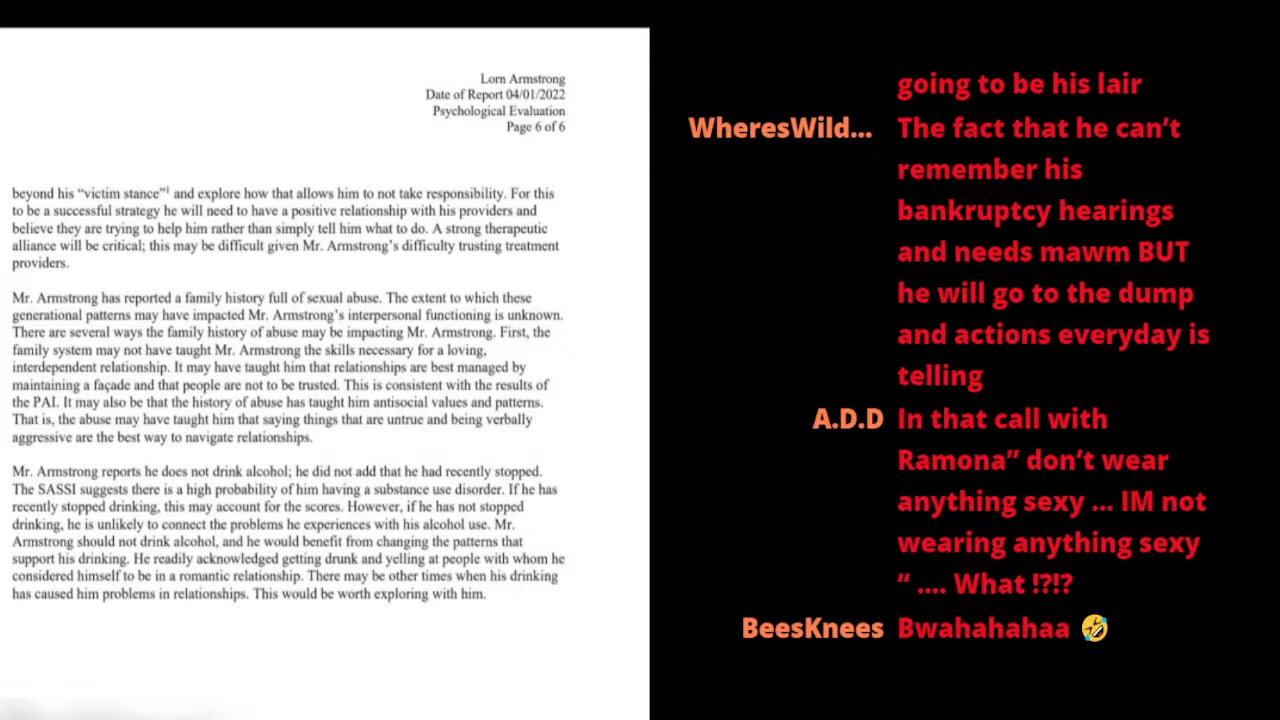 Lorn Armstrong
Date of Report 04/01/2022
Psychological Evaluation
Page 6 of 6
beyond his “victim stance”¹ and explore how that allows him to not take responsibility. For this
to be a successful strategy he will need to have a positive relationship with his providers and
believe they are trying to help him rather than simply tell him what to do. A strong therapeutic
alliance will be critical; this may be difficult given Mr. Armstrong’s difficulty trusting treatment
providers.
Mr. Armstrong has reported a family history full of sexual abuse. The extent to which these
generational patterns may have impacted Mr. Armstrong’s interpersonal functioning is unknown.
There are several ways the family history of abuse may be impacting Mr. Armstrong. First, the
family system may not have taught Mr. Armstrong the skills necessary for a loving,
interdependent relationship. It may have taught him that relationships are best managed by
maintaining a façade and that people are not to be trusted. This is consistent with the results of
the PAI. It may also be that the history of abuse has taught him antisocial values and patterns.
That is, the abuse may have taught him that saying things that are untrue and being verbally
aggressive are the best way to navigate relationships.
Mr. Armstrong reports he does not drink alcohol; he did not add that he had recently stopped.
The SASSI suggests there is a high probability of him having a substance use disorder. If he has
recently stopped drinking, this may account for the scores. However, if he has not stopped
drinking, he is unlikely to connect the problems he experiences with his alcohol use. Mr.
Armstrong should not drink alcohol, and he would benefit from changing the patterns that
support his drinking. He readily acknowledged getting drunk and yelling at people with whom he
considered himself to be in a romantic relationship. There may be other times when his drinking
has caused him problems in relationships. This would be worth exploring with him.
going to be his lair
WheresWild... The fact that he can’t
remember his
bankruptcy hearings
and needs mawm BUT
he will go to the dump
and actions everyday is
telling
A.D.D In that call with
Ramona” don’t wear
anything sexy ... IM not
wearing anything sexy
“ .... What !?!?
BeesKnees Bwahahahaa 🤣